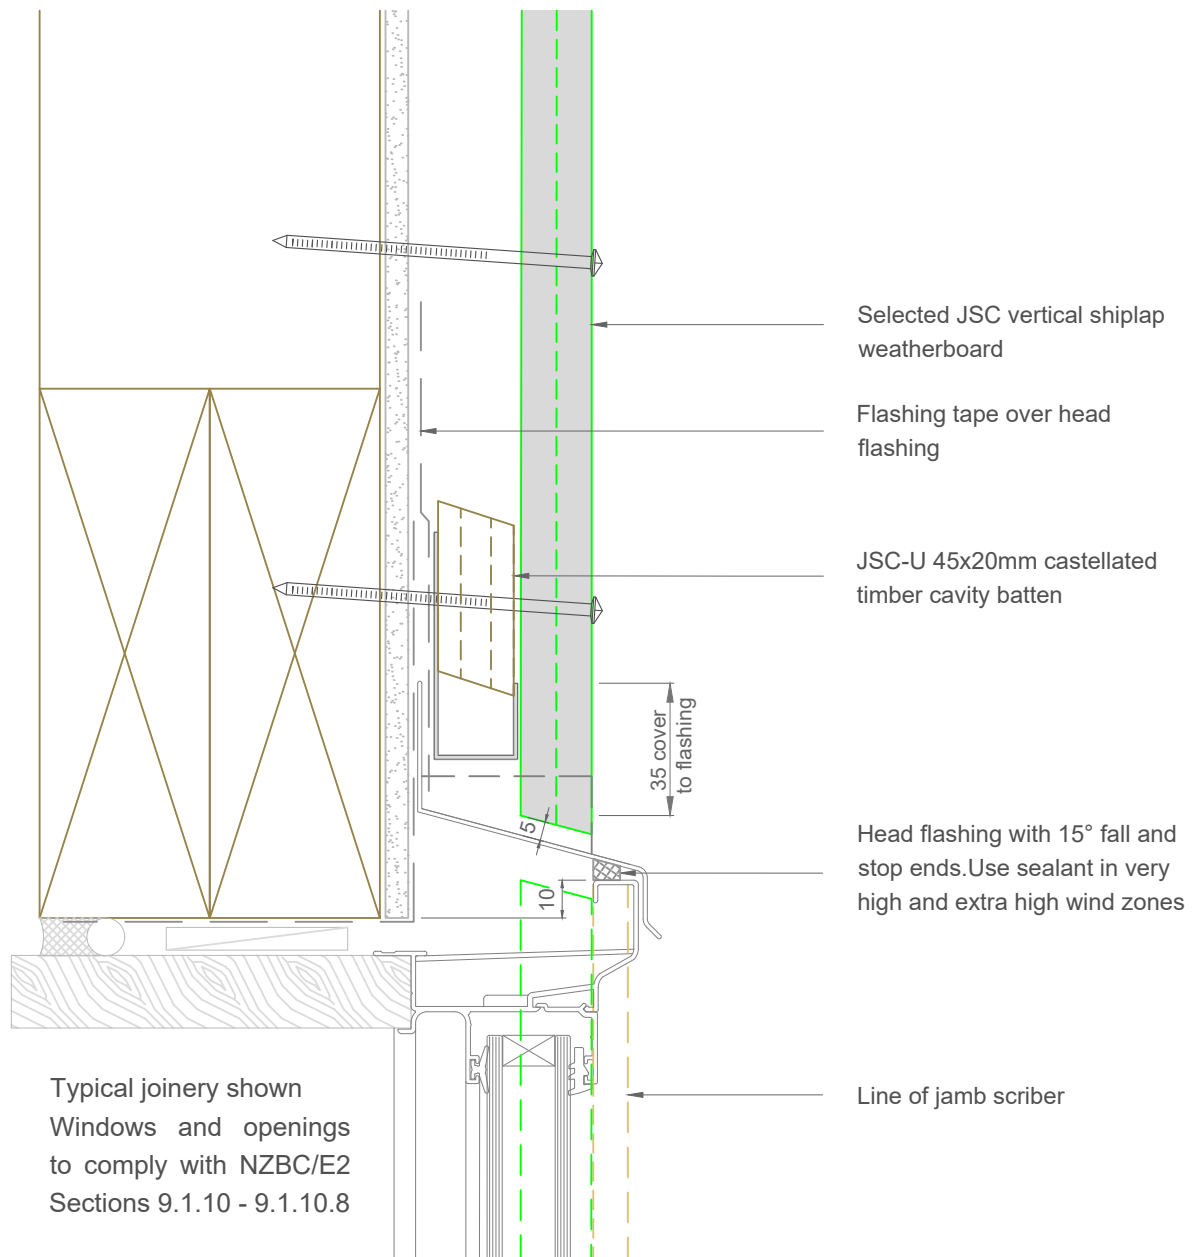 Selected JSC vertical shiplap
weatherboard
Flashing tape over head
flashing
JSC-U 45x20mm castellated
timber cavity batten
35 cover
to flashing
5
Head flashing with 15° fall and
stop ends.Use sealant in very
high and extra high wind zones
10
Line of jamb scriber
Typical joinery shown
Windows and openings
to comply with NZBC/E2
Sections 9.1.10 - 9.1.10.8